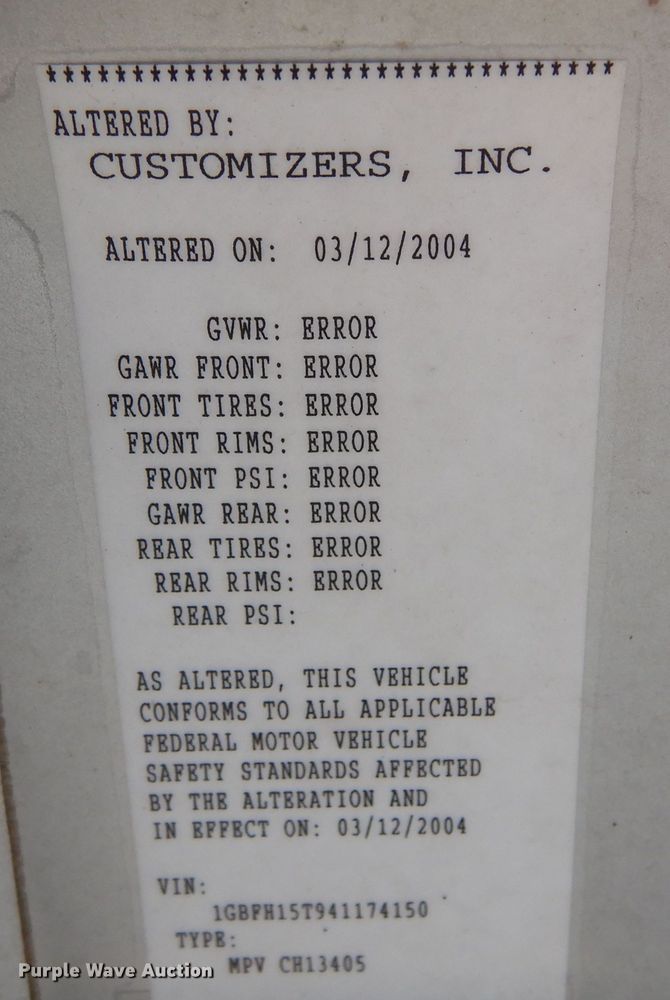 *********************************
ALTERED BY:
CUSTOMIZERS, INC.
ALTERED ON: 03/12/2004
GVWR: ERROR
GAWR FRONT: ERROR
FRONT TIRES: ERROR
FRONT RIMS: ERROR
FRONT PSI: ERROR
GAWR REAR: ERROR
REAR TIRES: ERROR
REAR RIMS: ERROR
REAR PSI:
AS ALTERED, THIS VEHICLE
CONFORMS TO ALL APPLICABLE
FEDERAL MOTOR VEHICLE
SAFETY STANDARDS AFFECTED
BY THE ALTERATION AND
IN EFFECT ON: 03/12/2004
VIN:
1GBFH15T941174150
TYPE:
MPV CH13405
Purple Wave Auction